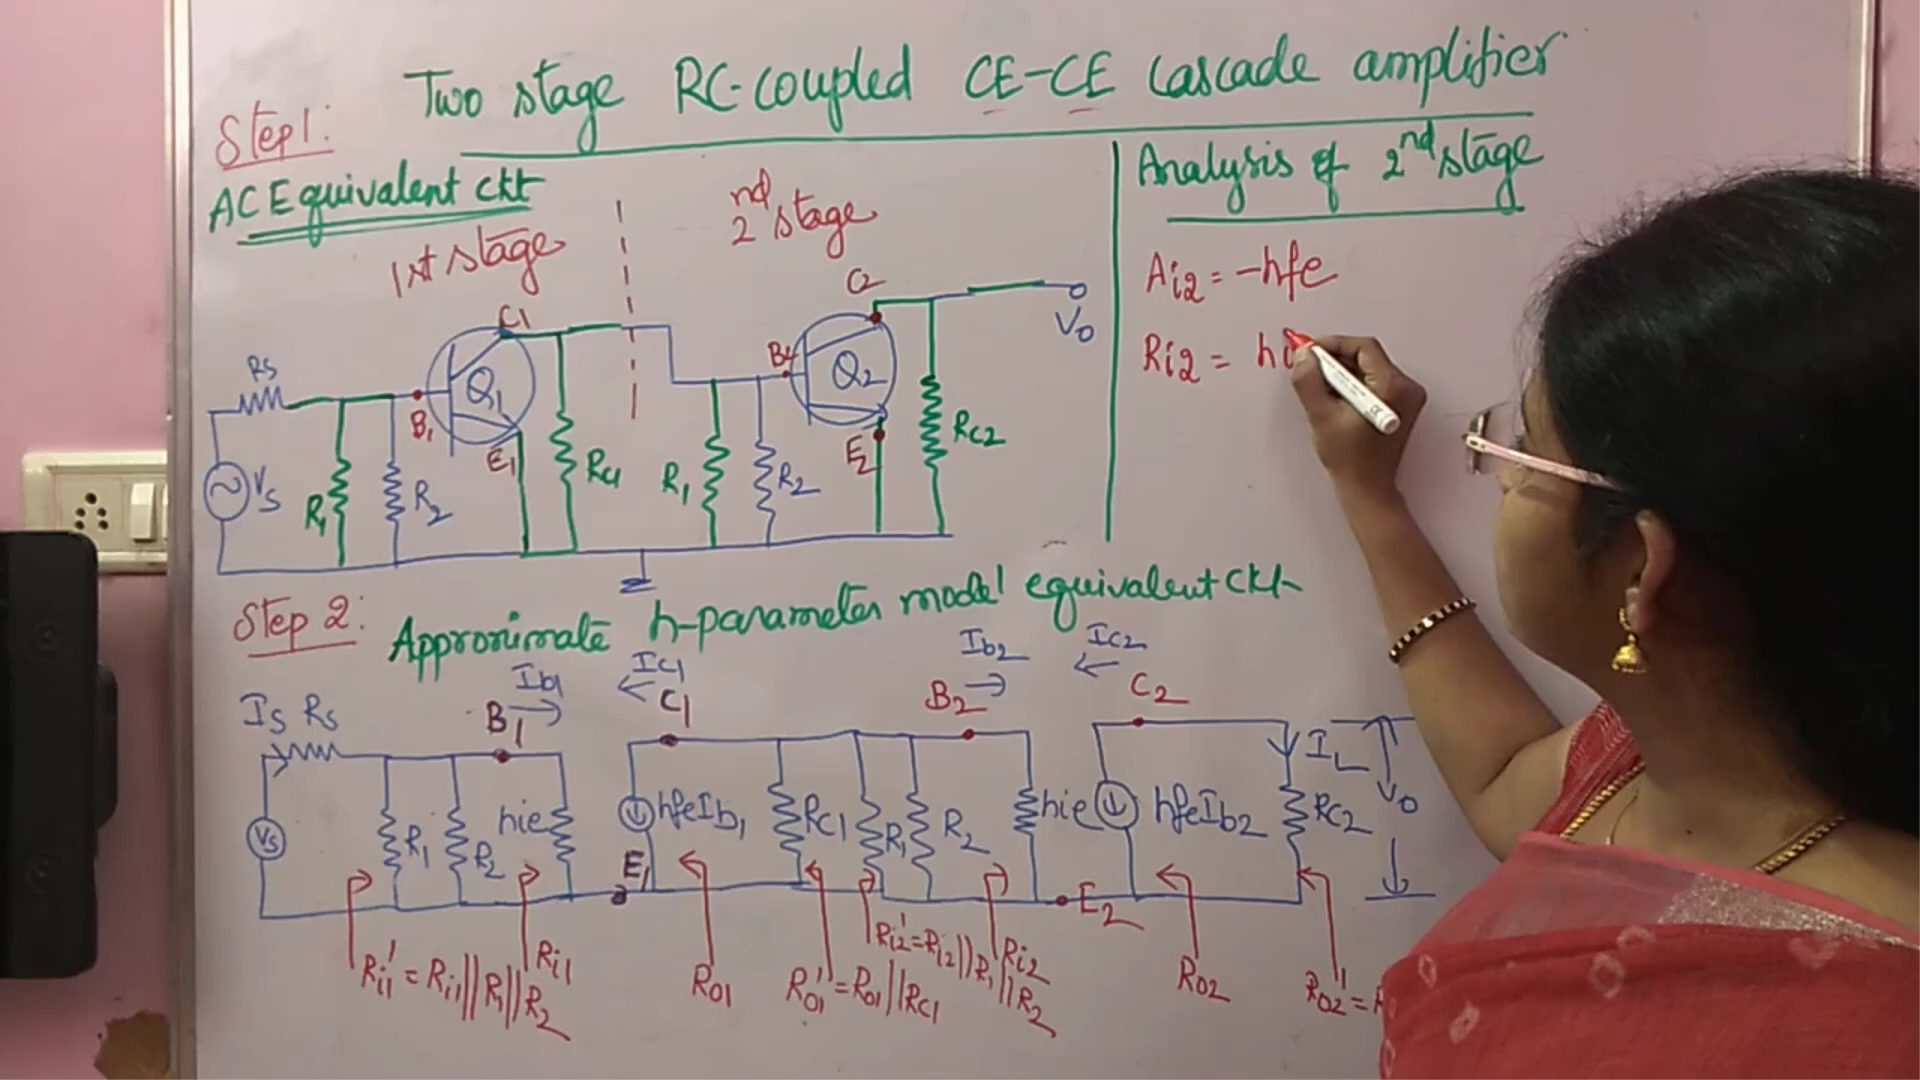 Two stage RC-coupled CE-CE cascade amplifier
Step1:
AC Equivalent ckt
1st stage
2nd stage
C1
Q1
B1
E1
Rs
Vs
R1
R2
RC1
R1
R2
C2
Q2
E2
RC2
Vo
Analysis of 2nd stage
Ai2 = -hfe
Ri2 = hi
Step 2:
Approximate h-parameter model equivalent ckt
Is Rs
Vs
R1
R2
B1
Ib1
hie
Ic1
C1
hfeIb1
E1
RC1
R1
R2
B2
Ib2
hie
E2
Ic2
C2
hfeIb2
IL
RC2
Vo
Ri1' = Ri1||R1||R2
Ri1
Ro1
Ro1' = Ro1||RC1
Ri2' = Ri2||R1||R2
Ri2
Ro2
Ro2' =